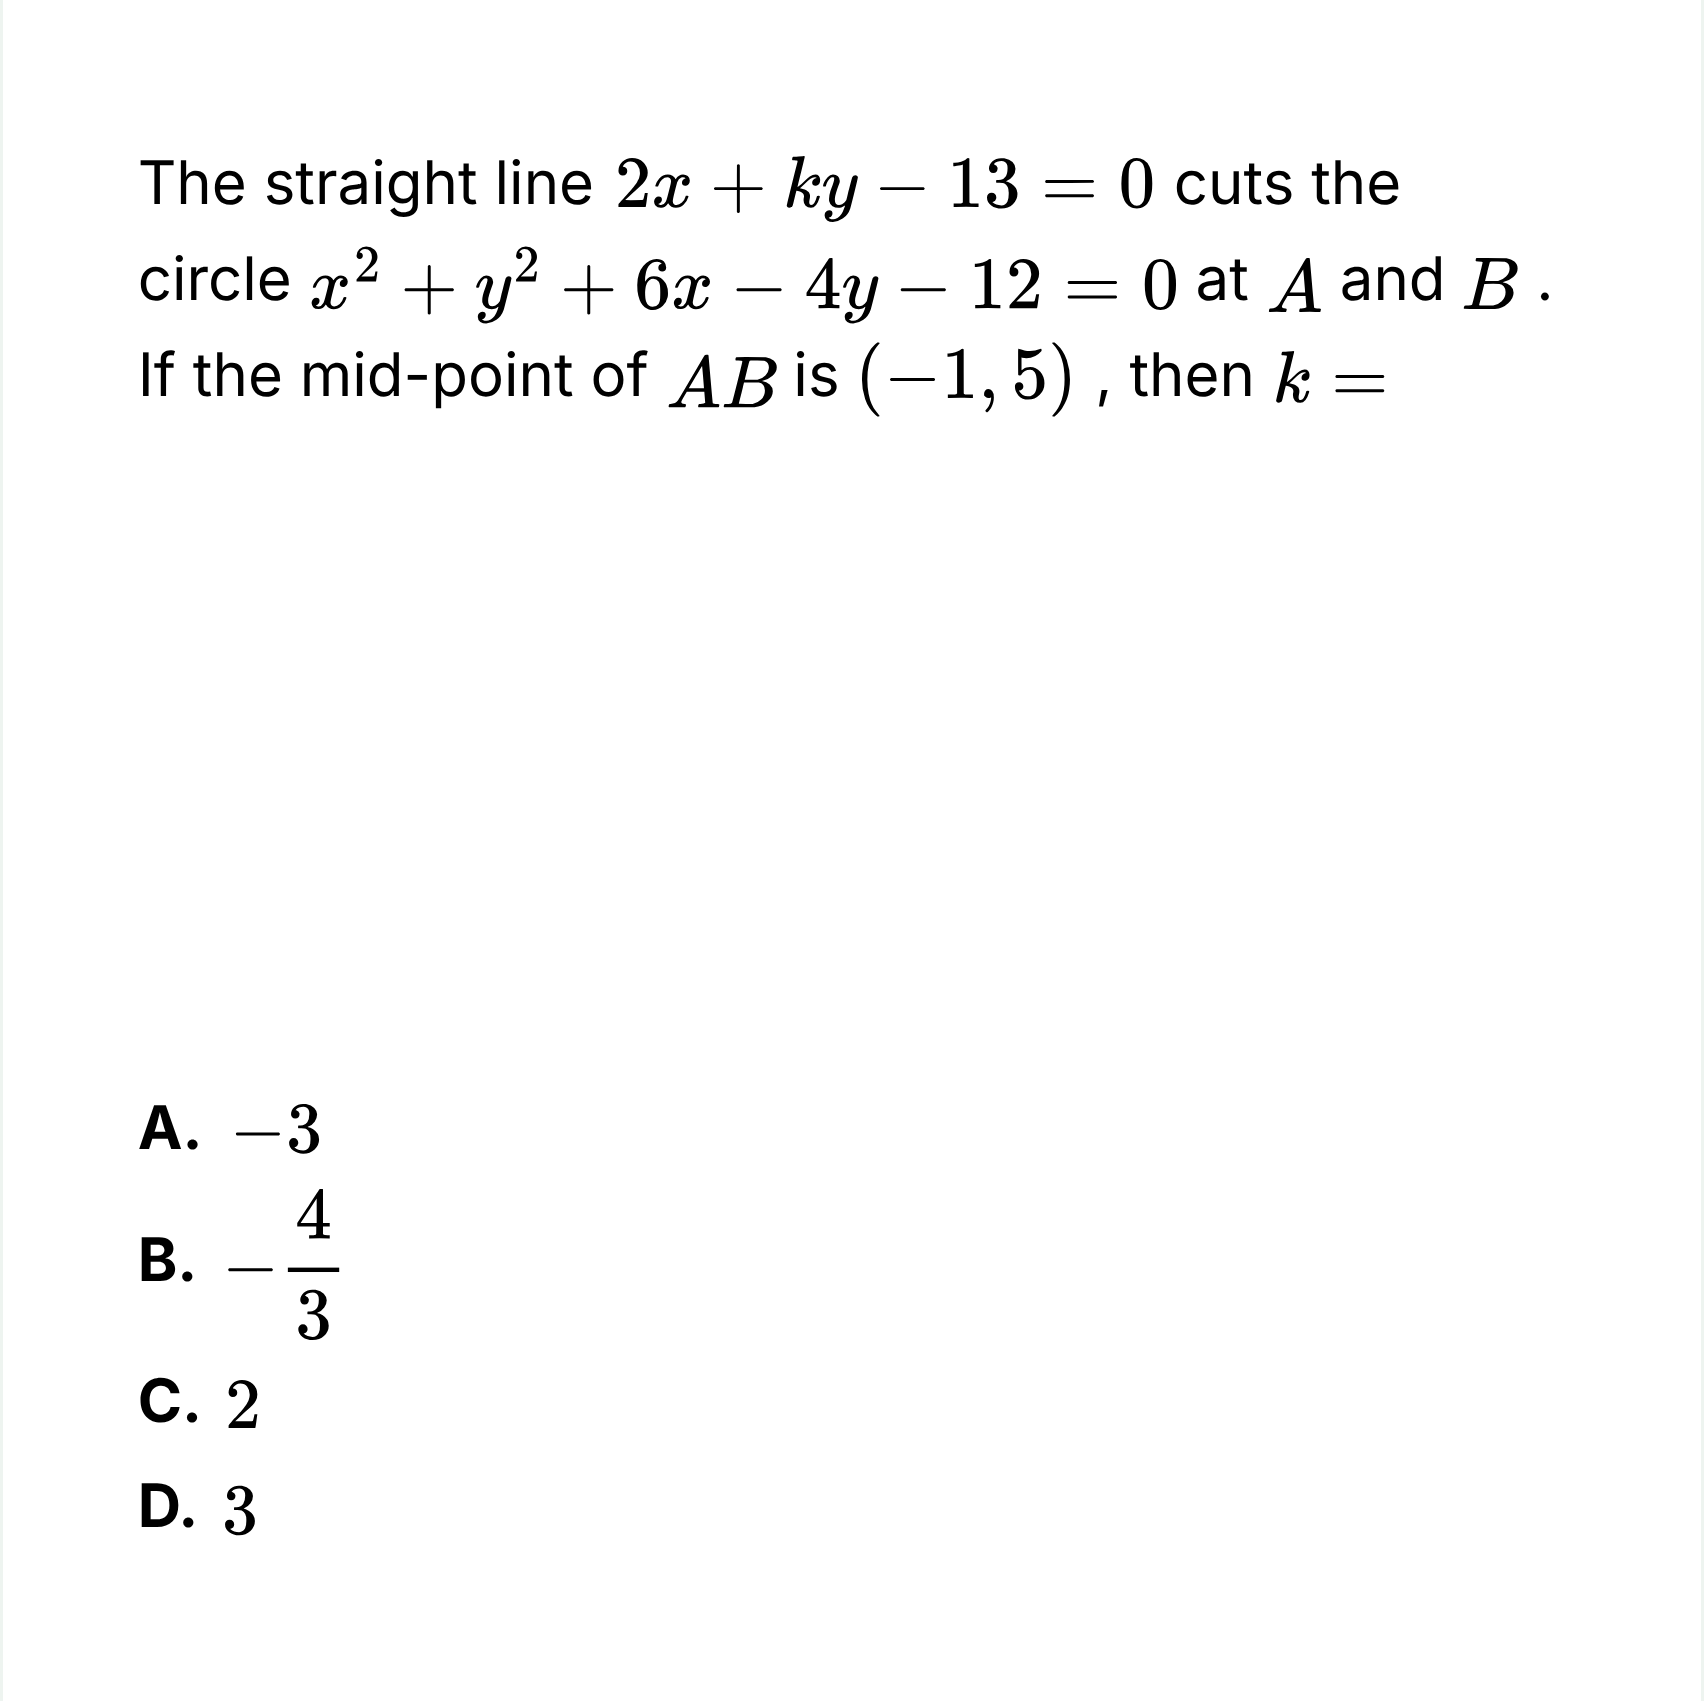 The straight line 2x + ky − 13 = 0 cuts the
circle x² + y² + 6x − 4y − 12 = 0 at A and B .
If the mid-point of AB is (−1, 5) , then k =
A. −3
B. −4/3
C. 2
D. 3